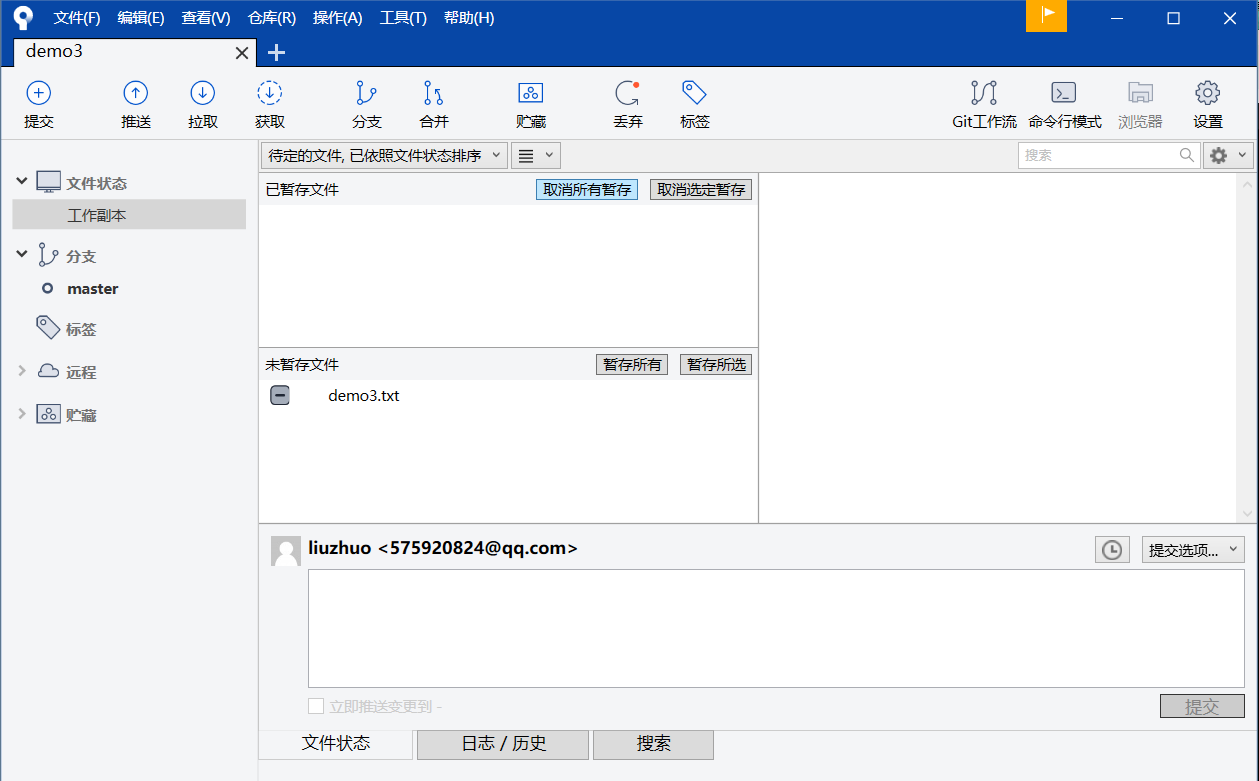 文件(F) 编辑(E) 查看(V) 仓库(R) 操作(A) 工具(T) 帮助(H)
demo3
提交 推送 拉取 获取 分支 合并 贮藏 丢弃 标签 Git工作流 命令行模式 浏览器 设置
待定的文件, 已依照文件状态排序
搜索
文件状态
工作副本
分支
master
标签
远程
贮藏
已暂存文件 取消所有暂存 取消选定暂存
未暂存文件 暂存所有 暂存所选
demo3.txt
liuzhuo <575920824@qq.com>
提交选项...
立即推送变更到 -
提交
文件状态 日志 / 历史 搜索